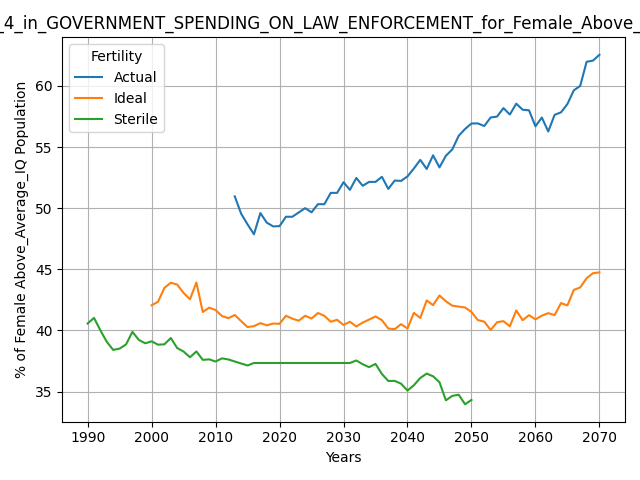 _4_in_GOVERNMENT_SPENDING_ON_LAW_ENFORCEMENT_for_Female_Above_
Fertility
Actual
Ideal
Sterile
% of Female Above_Average_IQ Population
60
55
50
45
40
35
1990 2000 2010 2020 2030 2040 2050 2060 2070
Years